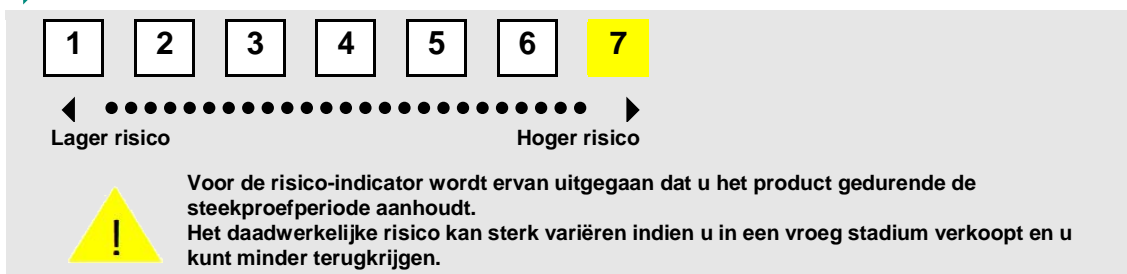 1 2 3 4 5 6 7
Lager risico Hoger risico
!
Voor de risico-indicator wordt ervan uitgegaan dat u het product gedurende de
steekproefperiode aanhoudt.
Het daadwerkelijke risico kan sterk variëren indien u in een vroeg stadium verkoopt en u
kunt minder terugkrijgen.